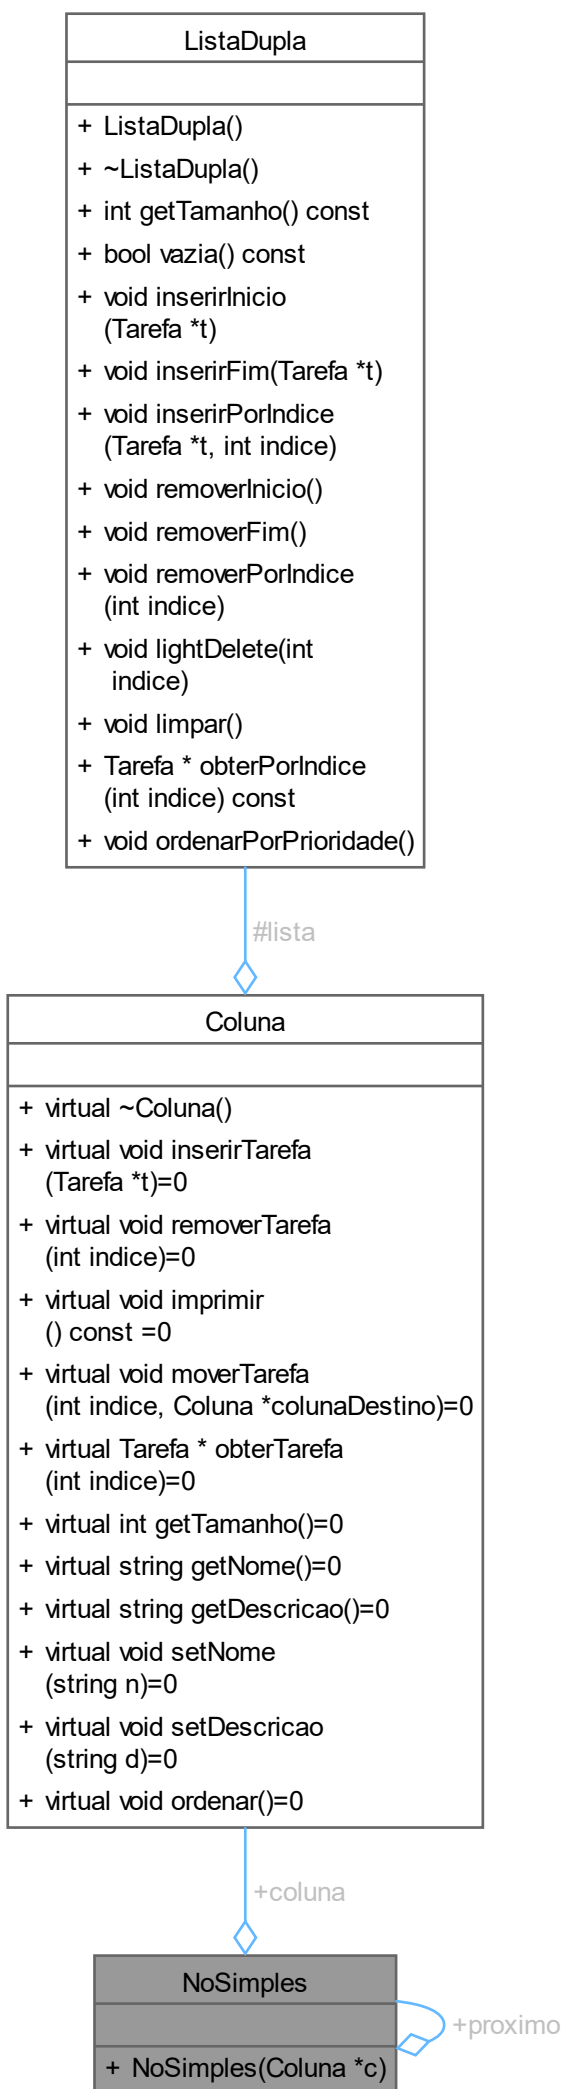 ListaDupla
+ ListaDupla()
+ ~ListaDupla()
+ int getTamanho() const
+ bool vazia() const
+ void inserirInicio
(Tarefa *t)
+ void inserirFim(Tarefa *t)
+ void inserirPorIndice
(Tarefa *t, int indice)
+ void removerInicio()
+ void removerFim()
+ void removerPorIndice
(int indice)
+ void lightDelete(int
indice)
+ void limpar()
+ Tarefa * obterPorIndice
(int indice) const
+ void ordenarPorPrioridade()
#lista
Coluna
+ virtual ~Coluna()
+ virtual void inserirTarefa
(Tarefa *t)=0
+ virtual void removerTarefa
(int indice)=0
+ virtual void imprimir
() const =0
+ virtual void moverTarefa
(int indice, Coluna *colunaDestino)=0
+ virtual Tarefa * obterTarefa
(int indice)=0
+ virtual int getTamanho()=0
+ virtual string getNome()=0
+ virtual string getDescricao()=0
+ virtual void setNome
(string n)=0
+ virtual void setDescricao
(string d)=0
+ virtual void ordenar()=0
+coluna
NoSimples
+proximo
+ NoSimples(Coluna *c)